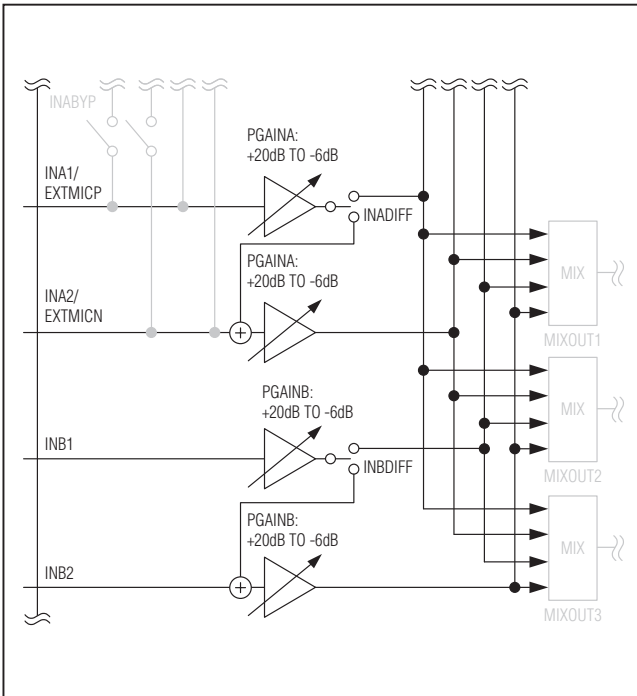 INABYP
PGAINA:
+20dB TO -6dB
INA1/
EXTMICP
INADIFF
PGAINA:
+20dB TO -6dB
INA2/
EXTMICN
+
MIX
MIXOUT1
PGAINB:
+20dB TO -6dB
INB1
INBDIFF
MIX
MIXOUT2
PGAINB:
+20dB TO -6dB
INB2
+
MIX
MIXOUT3